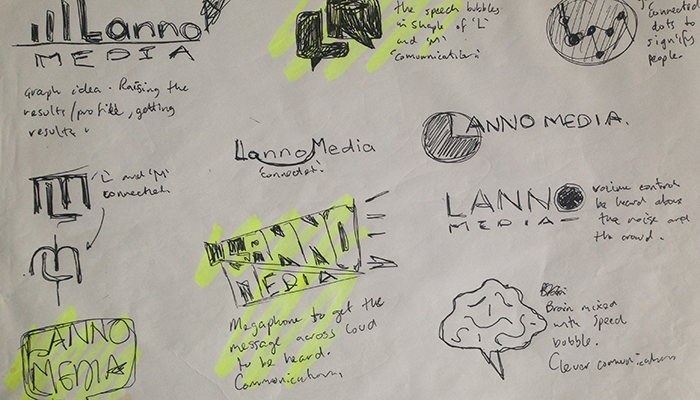 Lanno
MEDIA
Graph idea. Raising the
results/profile, getting
results.
the speech bubbles
in shape of 'L'
and 'M'
'communication'
connected
dots to
signify
people.
Lanno Media
'connected'
LANNO MEDIA.
'L' and 'M'
connected
LANNO
MEDIA
volume control
be heard above
the noise and
the crowd.
MEDIA
Megaphone to get the
message across loud
to be heard.
Communication,
LANNO
MEDIA
Brain mixed
with speech
bubble.
Clever communication